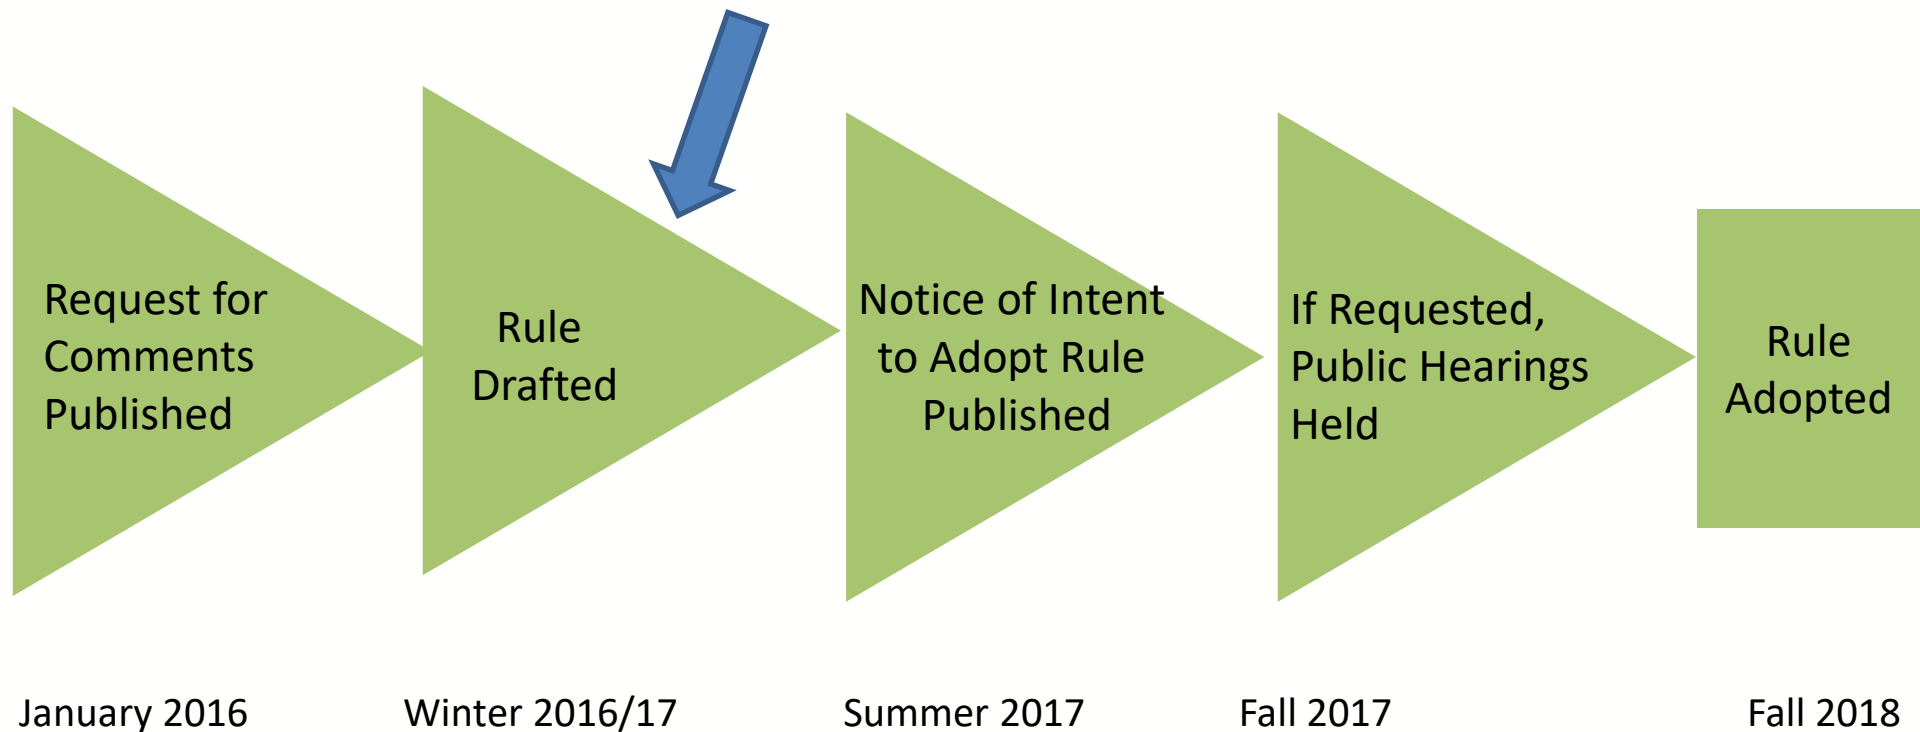 Request for
Comments
Published
Rule
Drafted
Notice of Intent
to Adopt Rule
Published
If Requested,
Public Hearings
Held
Rule
Adopted
January 2016
Winter 2016/17
Summer 2017
Fall 2017
Fall 2018